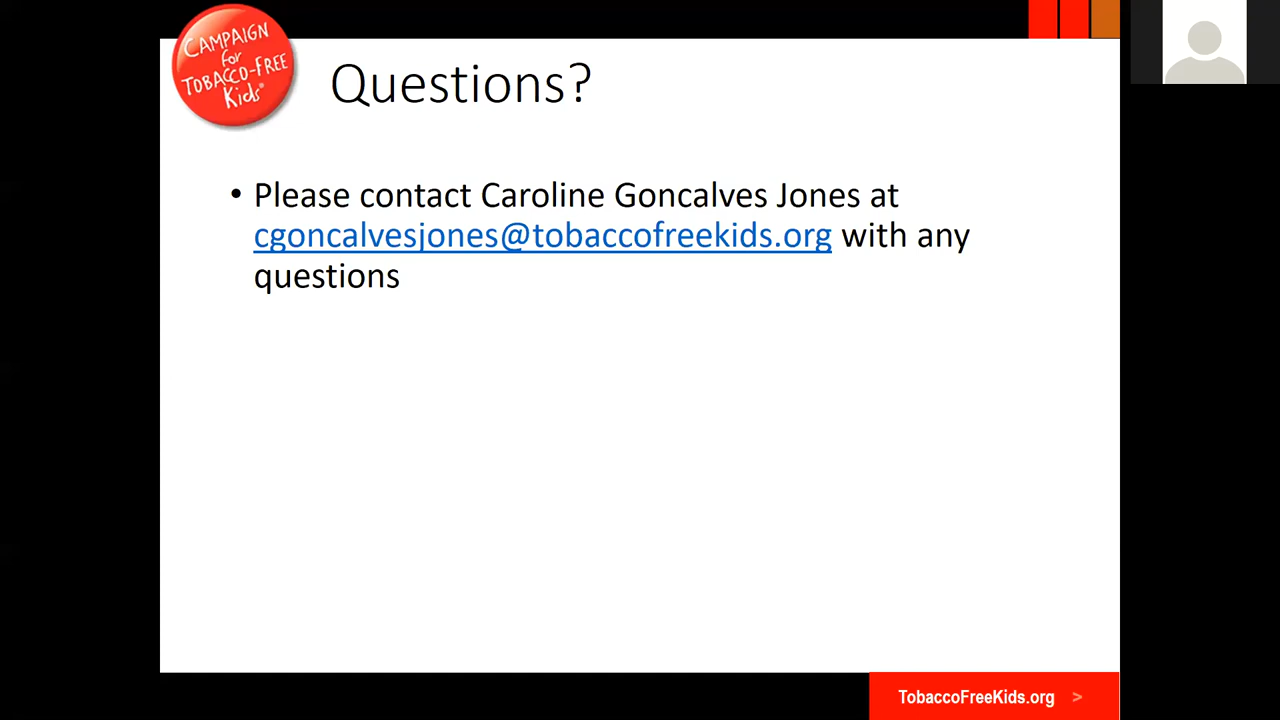 CAMPAIGN
for
TOBACCO-FREE
Kids®
Questions?
• Please contact Caroline Goncalves Jones at
cgoncalvesjones@tobaccofreekids.org with any
questions
TobaccoFreeKids.org >